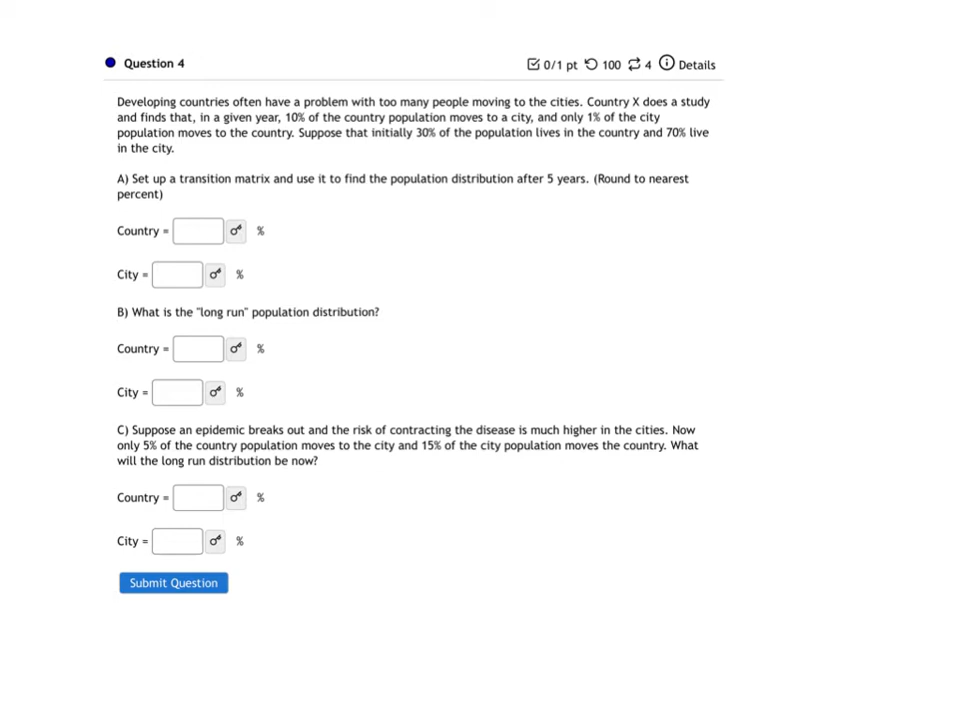 Question 4
0/1 pt 100 4 Details
Developing countries often have a problem with too many people moving to the cities. Country X does a study
and finds that, in a given year, 10% of the country population moves to a city, and only 1% of the city
population moves to the country. Suppose that initially 30% of the population lives in the country and 70% live
in the city.
A) Set up a transition matrix and use it to find the population distribution after 5 years. (Round to nearest
percent)
Country = %
City = %
B) What is the "long run" population distribution?
Country = %
City = %
C) Suppose an epidemic breaks out and the risk of contracting the disease is much higher in the cities. Now
only 5% of the country population moves to the city and 15% of the city population moves the country. What
will the long run distribution be now?
Country = %
City = %
Submit Question